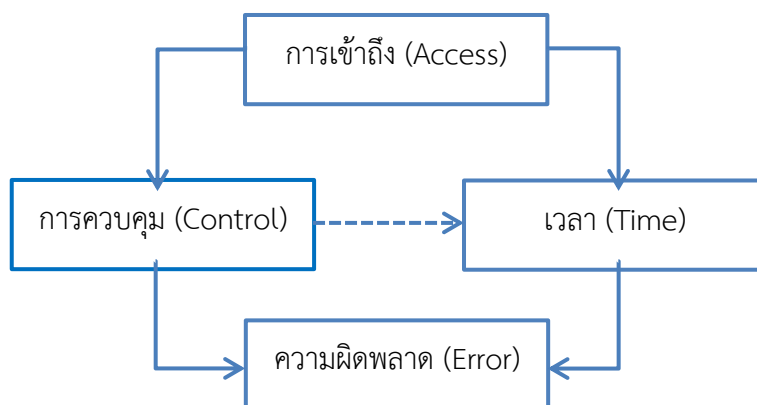 การเข้าถึง (Access)
การควบคุม (Control)
เวลา (Time)
ความผิดพลาด (Error)